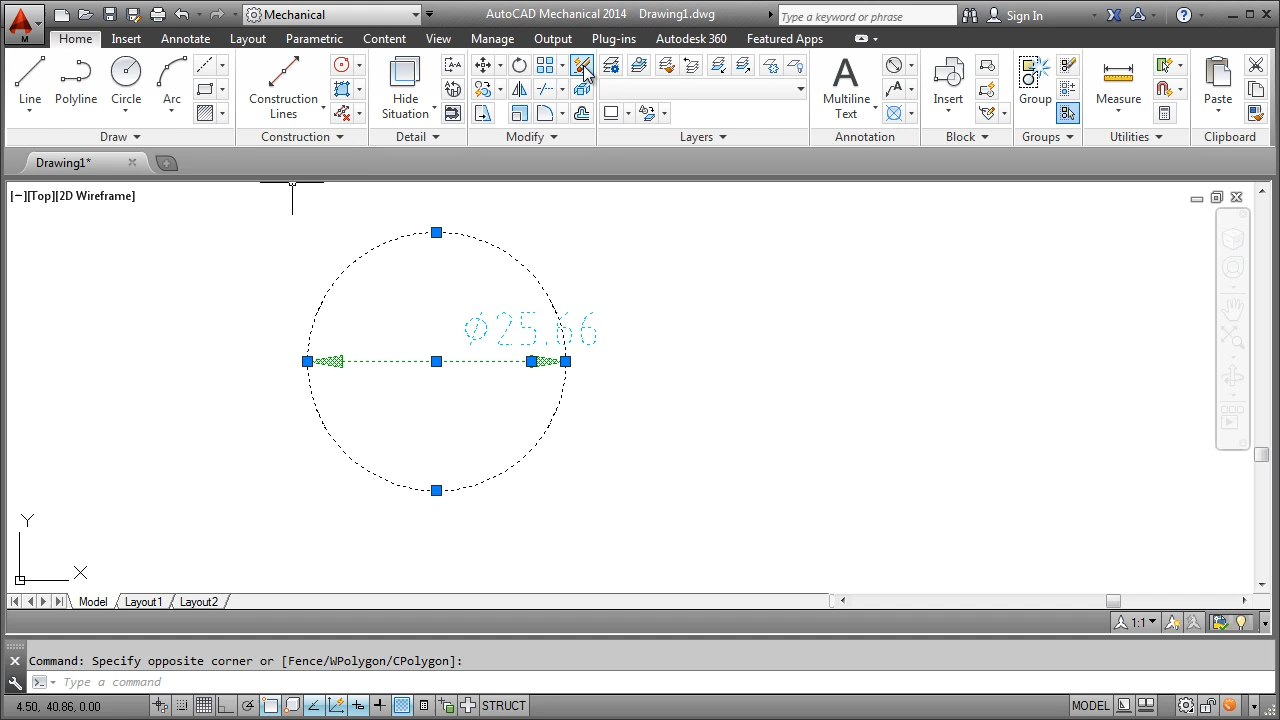 Mechanical
AutoCAD Mechanical 2014 Drawing1.dwg
Type a keyword or phrase
Sign In
Home Insert Annotate Layout Parametric Content View Manage Output Plug-ins Autodesk 360 Featured Apps
Line Polyline Circle Arc
Construction Lines
Hide Situation
Multiline Text
Insert Group Measure Paste
Draw Construction Detail Modify Layers Annotation Block Groups Utilities Clipboard
Drawing1*
[−][Top][2D Wireframe]
Ø25.66
Y
X
Model Layout1 Layout2
1:1
Command: Specify opposite corner or [Fence/WPolygon/CPolygon]:
Type a command
4.50, 40.86, 0.00
STRUCT
MODEL